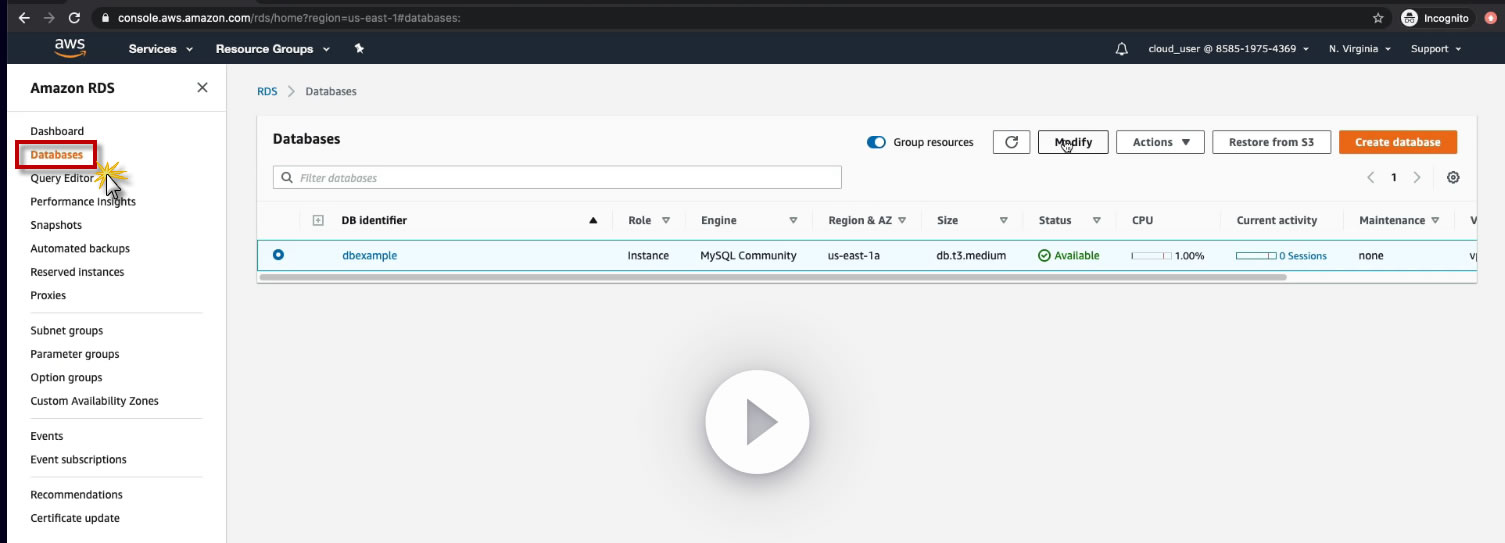 console.aws.amazon.com/rds/home?region=us-east-1#databases:
Incognito
aws
Services
Resource Groups
cloud_user @ 8585-1975-4369
N. Virginia
Support
Amazon RDS
Dashboard
Databases
Query Editor
Performance Insights
Snapshots
Automated backups
Reserved instances
Proxies
Subnet groups
Parameter groups
Option groups
Custom Availability Zones
Events
Event subscriptions
Recommendations
Certificate update
RDS > Databases
Databases
Group resources
Modify
Actions
Restore from S3
Create database
Filter databases
1
DB identifier Role Engine Region & AZ Size Status CPU Current activity Maintenance V
dbexample Instance MySQL Community us-east-1a db.t3.medium Available 1.00% 0 Sessions none